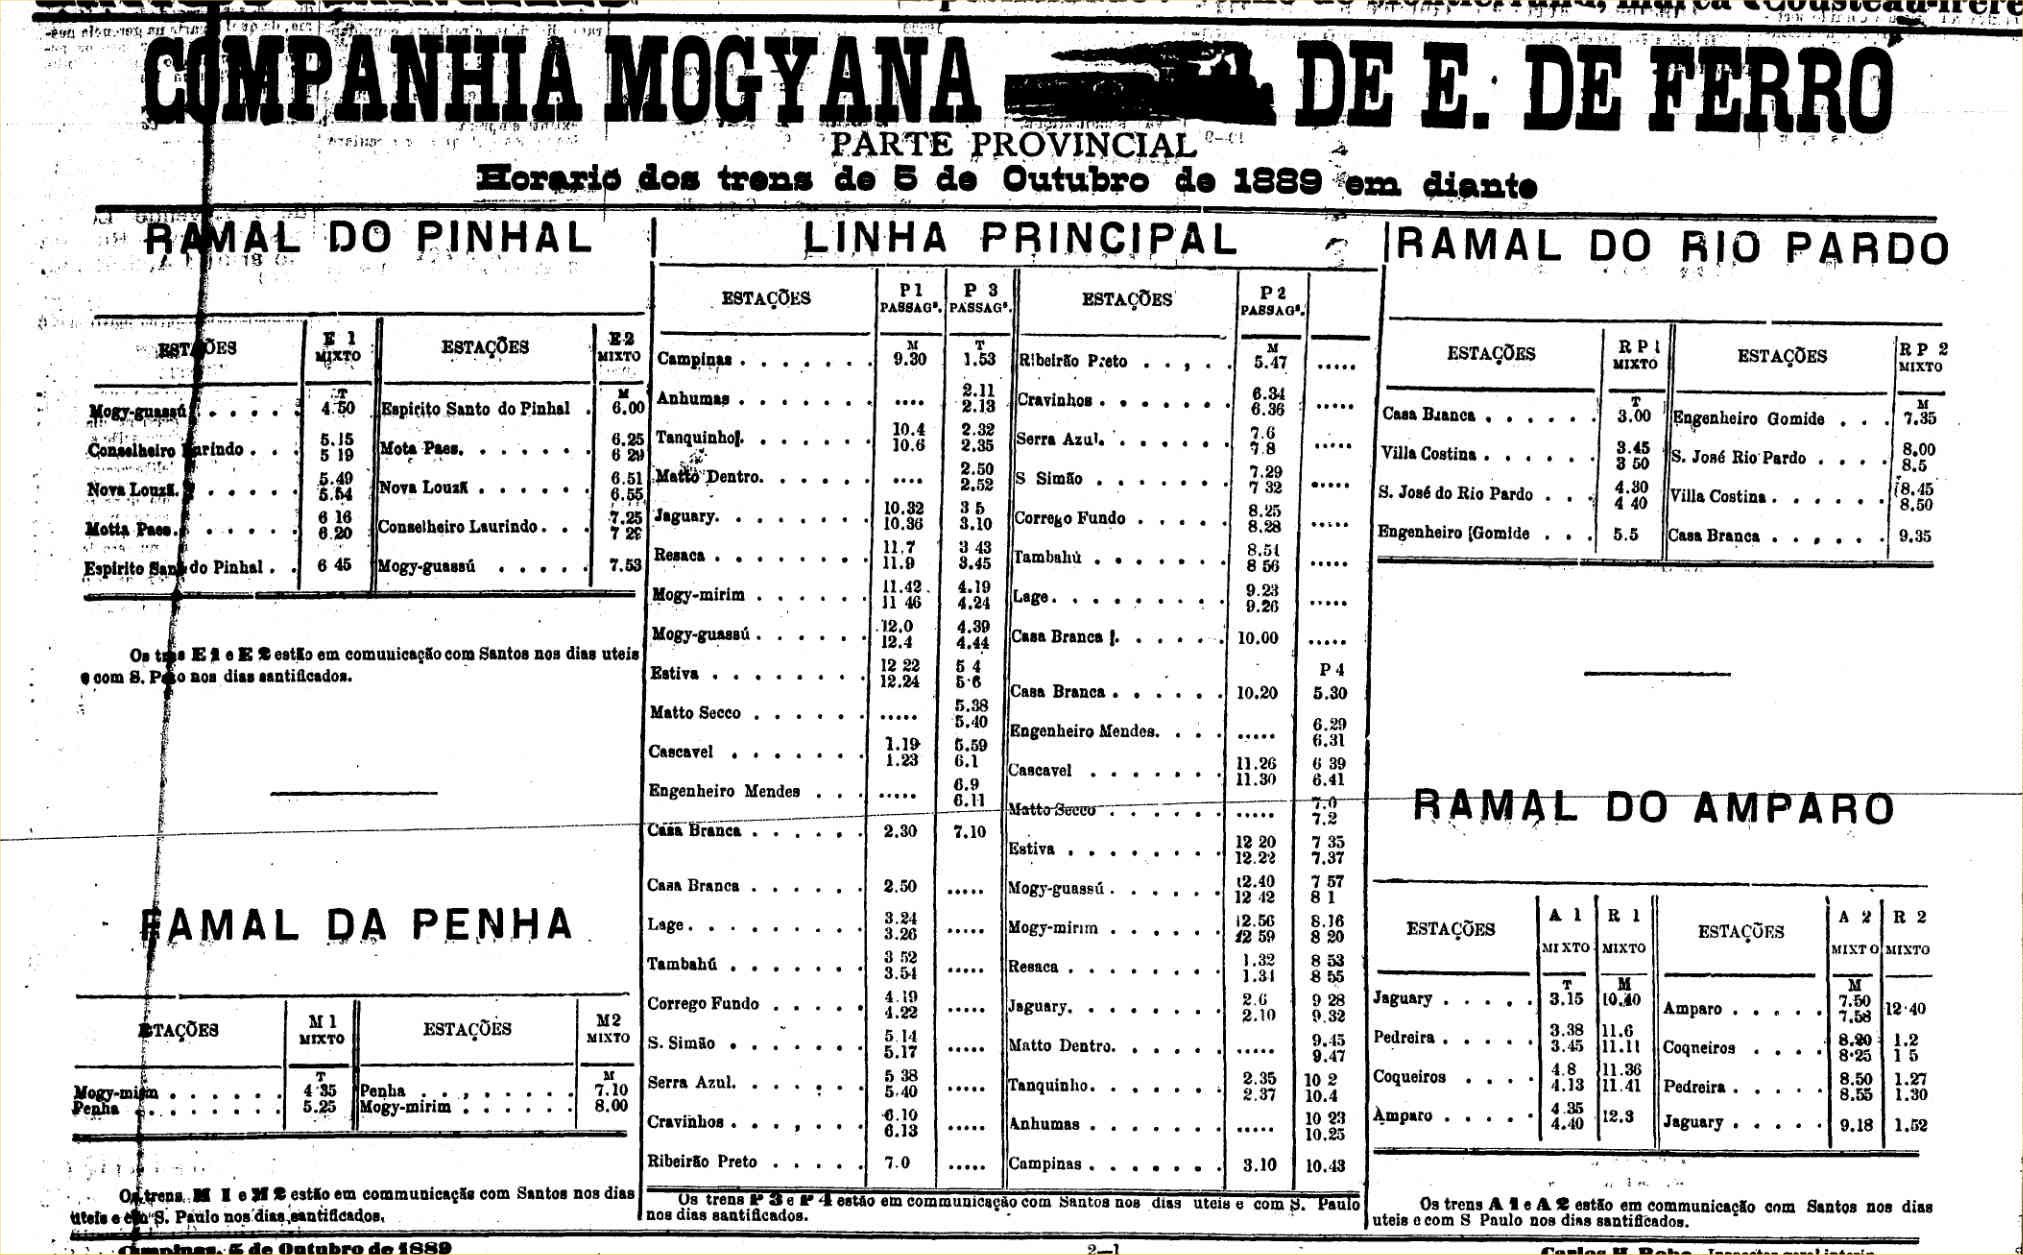 COMPANHIA MOGYANA DE E. DE FERRO
PARTE PROVINCIAL
Horario dos trens de 5 de Outubro de 1889 em diante
RAMAL DO PINHAL
ESTAÇÕES E 1 MIXTO ESTAÇÕES E2 MIXTO
T M
Mogy-guassú 4.50 Espirito Santo do Pinhal 6.00
Conselheiro Laurindo 5.15 5 19 Mota Paes. 6.25 6 29
Nova Louzã. 5.49 5.54 Nova Louzã 6.51 6.55
Motta Paes. 6 16 6.20 Conselheiro Laurindo 7.25 7 29
Espirito Santo do Pinhal 6 45 Mogy-guassú 7.53
Os trens E 1 e E 2 estão em comunicação com Santos nos dias uteis
e com S. Paulo nos dias santificados.
RAMAL DA PENHA
ESTAÇÕES M 1 MIXTO ESTAÇÕES M2 MIXTO
T M
Mogy-mirim 4 35 Penha 7.10
Penha 5.25 Mogy-mirim 8.00
Os trens M 1 e M 2 estão em communicação com Santos nos dias
uteis e com S. Paulo nos dias santificados,
LINHA PRINCIPAL
ESTAÇÕES P1 PASSAGs. P 3 PASSAGs.
M T
Campinas 9.30 1.53
Anhumas .... 2.11 2.13
Tanquinho 10.4 10.6 2.32 2.35
Matto Dentro. .... 2.50 2.52
Jaguary. 10.32 10.36 3 5 3.10
Resaca 11.7 11.9 3 43 3.45
Mogy-mirim 11.42 11 46 4.19 4.24
Mogy-guassú 12.0 12.4 4.39 4.44
Estiva 12 22 12.24 5 4 5·6
Matto Secco ..... 5.38 5.40
Cascavel 1.19 1.23 5.59 6.1
Engenheiro Mendes ..... 6.9 6.11
Casa Branca 2.30 7.10
Casa Branca 2.50 .....
Lage 3.24 3.26 .....
Tambahú 3 52 3.54 .....
Corrego Fundo 4.19 4.22 .....
S. Simão 5.14 5.17 .....
Serra Azul. 5 38 5.40 .....
Cravinhos 6.10 6.13 .....
Ribeirão Preto 7.0 .....
ESTAÇÕES P 2 PASSAGs.
M
Ribeirão Preto 5.47 .....
Cravinhos 6.34 6.36 .....
Serra Azul. 7.6 7.8 .....
S Simão 7.29 7 32 .....
Corrego Fundo 8.25 8.28 .....
Tambahú 8.51 8 56 .....
Lage. 9.23 9.26 .....
Casa Branca 10.00 .....
P 4
Casa Branca 10.20 5.30
Engenheiro Mendes. ..... 6.29 6.31
Cascavel 11.26 11.30 6 39 6.41
Matto Secco ..... 7.0 7.2
Estiva 12 20 12.22 7 35 7.37
Mogy-guassú 12.40 12 42 7 57 8 1
Mogy-mirim 12.56 12 59 8.16 8 20
Resaca 1.32 1.34 8 53 8 55
Jaguary. 2.6 2.10 9 28 9.32
Matto Dentro. ..... 9.45 9.47
Tanquinho. 2.35 2.37 10 2 10.4
Anhumas ..... 10 23 10.25
Campinas 3.10 10.43
Os trens P 3 e P 4 estão em communicação com Santos nos dias uteis e com S. Paulo
nos dias santificados.
RAMAL DO RIO PARDO
ESTAÇÕES R P 1 MIXTO ESTAÇÕES R P 2 MIXTO
T M
Casa Branca 3.00 Engenheiro Gomide 7.35
Villa Costina 3.45 3 50 S. José Rio Pardo 8.00 8.5
S. José do Rio Pardo 4.30 4 40 Villa Costina 8.45 8.50
Engenheiro Gomide 5.5 Casa Branca 9.35
RAMAL DO AMPARO
ESTAÇÕES A 1 MIXTO R 1 MIXTO ESTAÇÕES A 2 MIXTO R 2 MIXTO
T M M
Jaguary 3.15 10.40 Amparo 7.50 7.58 12·40
Pedreira 3.38 3.45 11.6 11.11 Coqneiros 8.20 8·25 1.2 1 5
Coqueiros 4.8 4.13 11.36 11.41 Pedreira 8.50 8.55 1.27 1.30
Amparo 4.35 4.40 12.3 Jaguary 9.18 1.52
Os trens A 1 e A 2 estão em communicação com Santos nos dias
uteis e com S Paulo nos dias santificados.
Campinas, 5 de Outubro de 1889
2—1